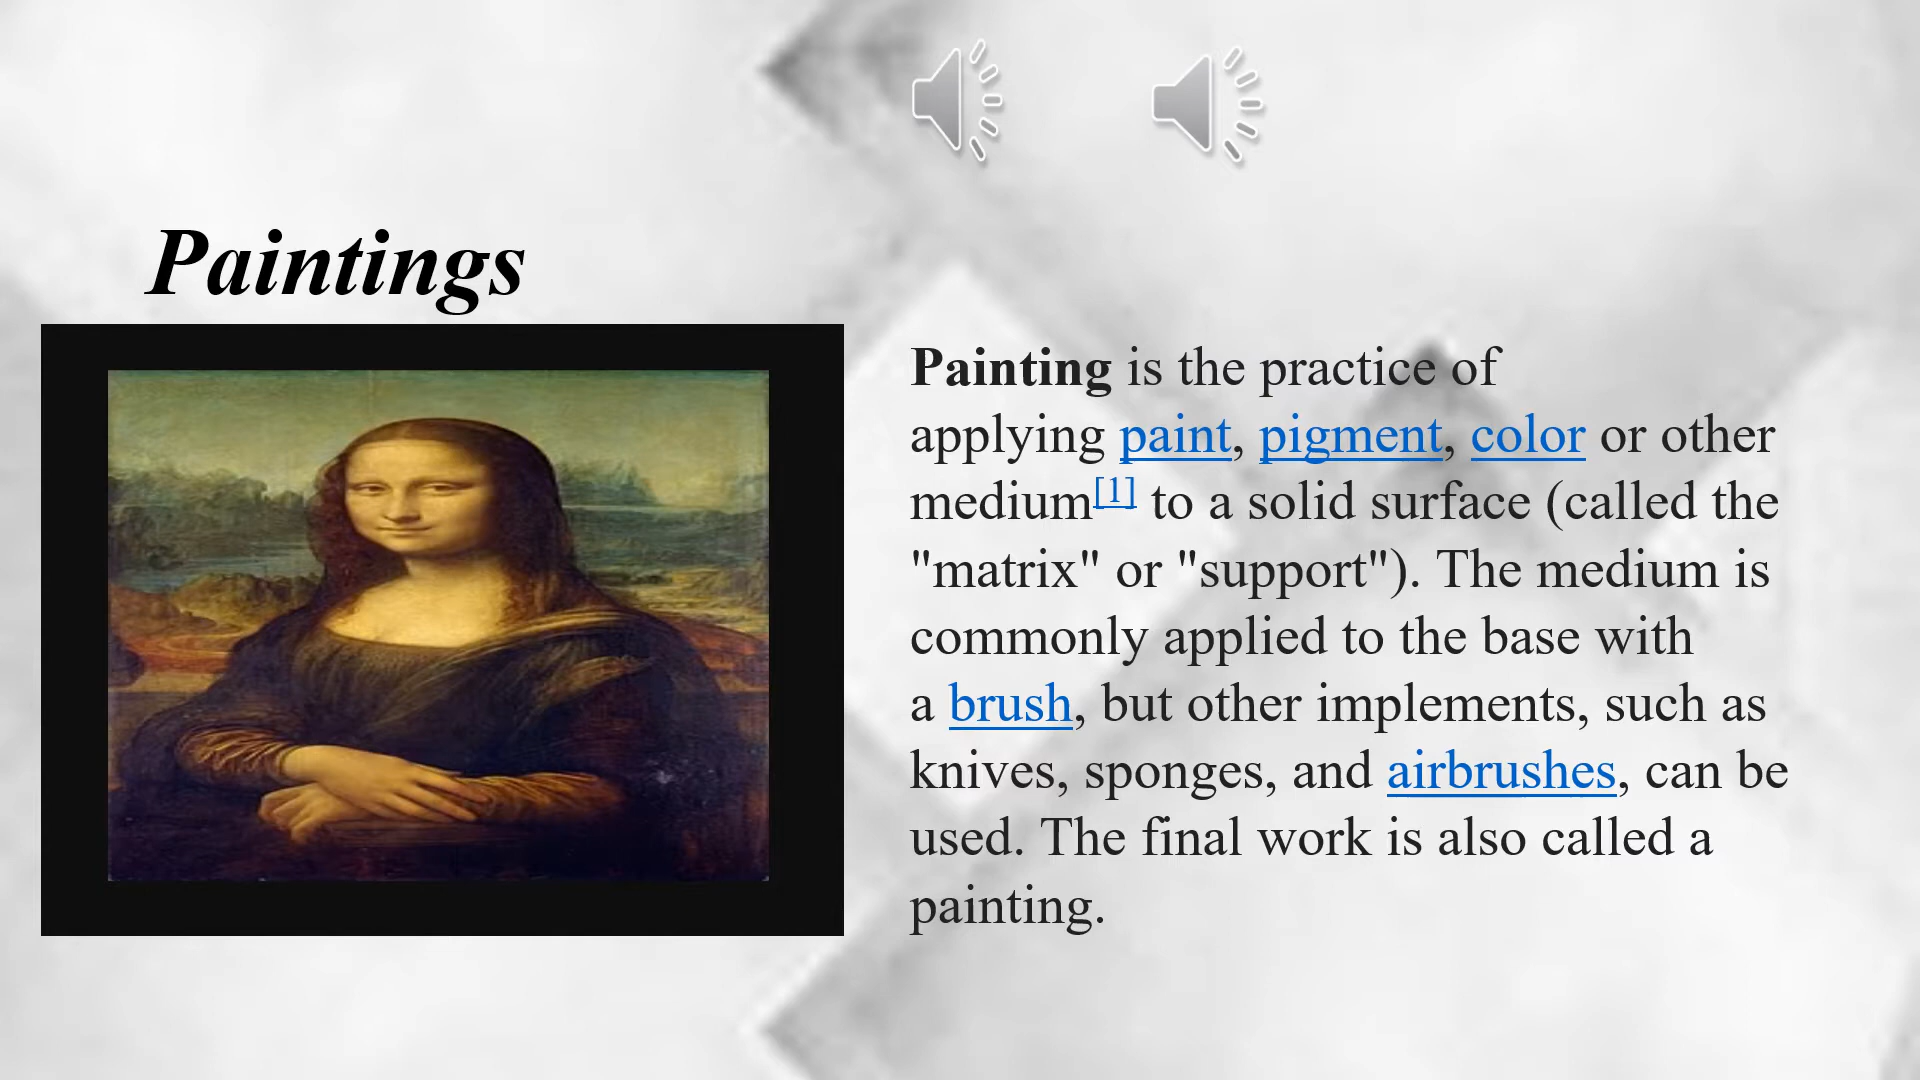 Paintings
Painting is the practice of
applying paint, pigment, color or other
medium[1] to a solid surface (called the
"matrix" or "support"). The medium is
commonly applied to the base with
a brush, but other implements, such as
knives, sponges, and airbrushes, can be
used. The final work is also called a
painting.